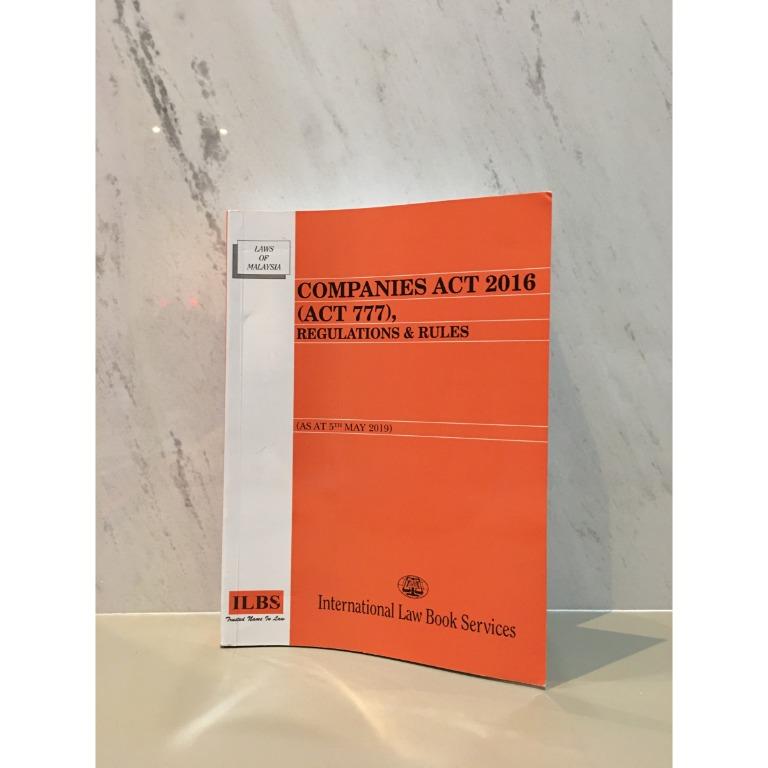 LAWS
OF
MALAYSIA
COMPANIES ACT 2016
(ACT 777),
REGULATIONS & RULES
(AS AT 5TH MAY 2019)
ILBS
Trusted Name In Law
International Law Book Services